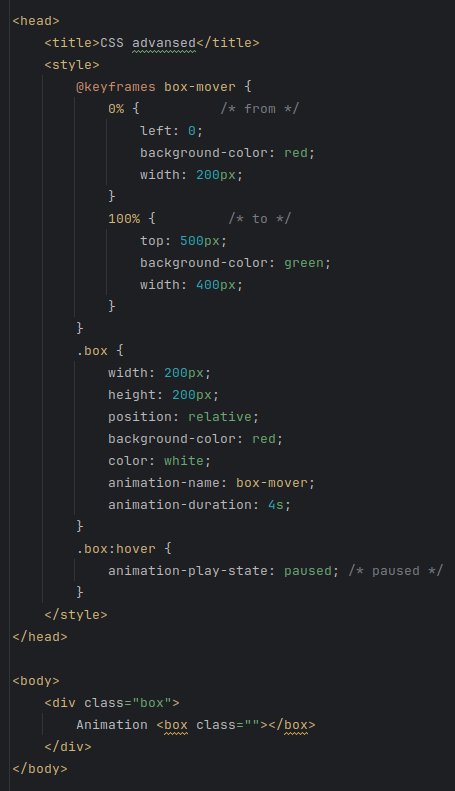 <head>
    <title>CSS advansed</title>
    <style>
        @keyframes box-mover {
            0% {          /* from */
                left: 0;
                background-color: red;
                width: 200px;
            }
            100% {         /* to */
                top: 500px;
                background-color: green;
                width: 400px;
            }
        }
        .box {
            width: 200px;
            height: 200px;
            position: relative;
            background-color: red;
            color: white;
            animation-name: box-mover;
            animation-duration: 4s;
        }
        .box:hover {
            animation-play-state: paused; /* paused */
        }
    </style>
</head>

<body>
    <div class="box">
        Animation <box class=""></box>
    </div>
</body>